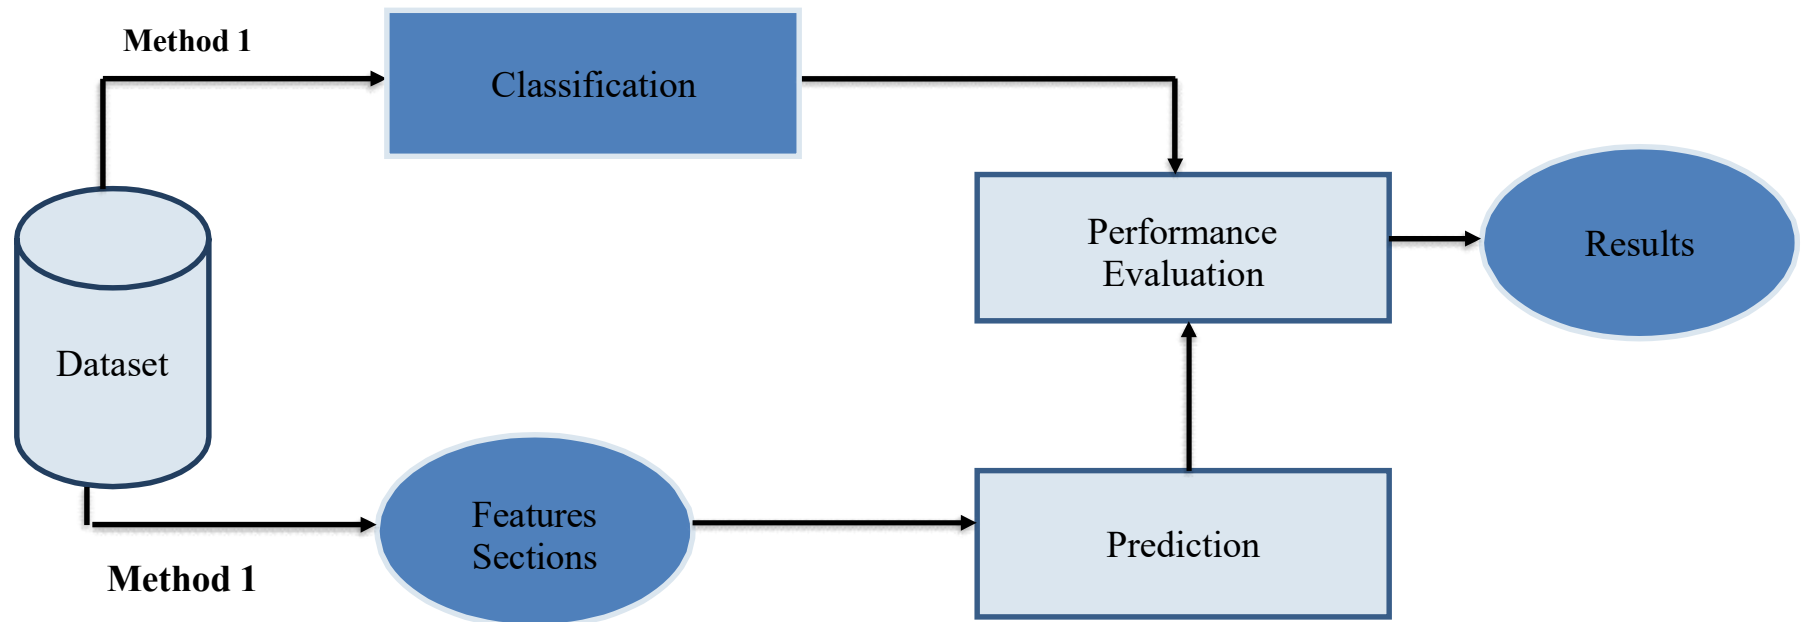 Method 1
Classification
Performance
Evaluation
Results
Dataset
Features
Sections
Prediction
Method 1